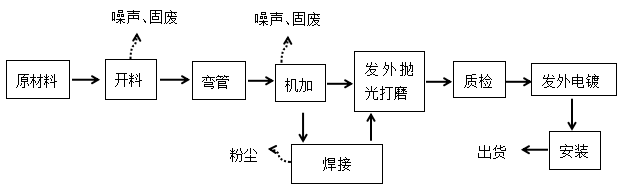 噪声、固废
噪声、固废
原材料
开料
弯管
机加
发外抛
光打磨
质检
发外电镀
粉尘
焊接
出货
安装